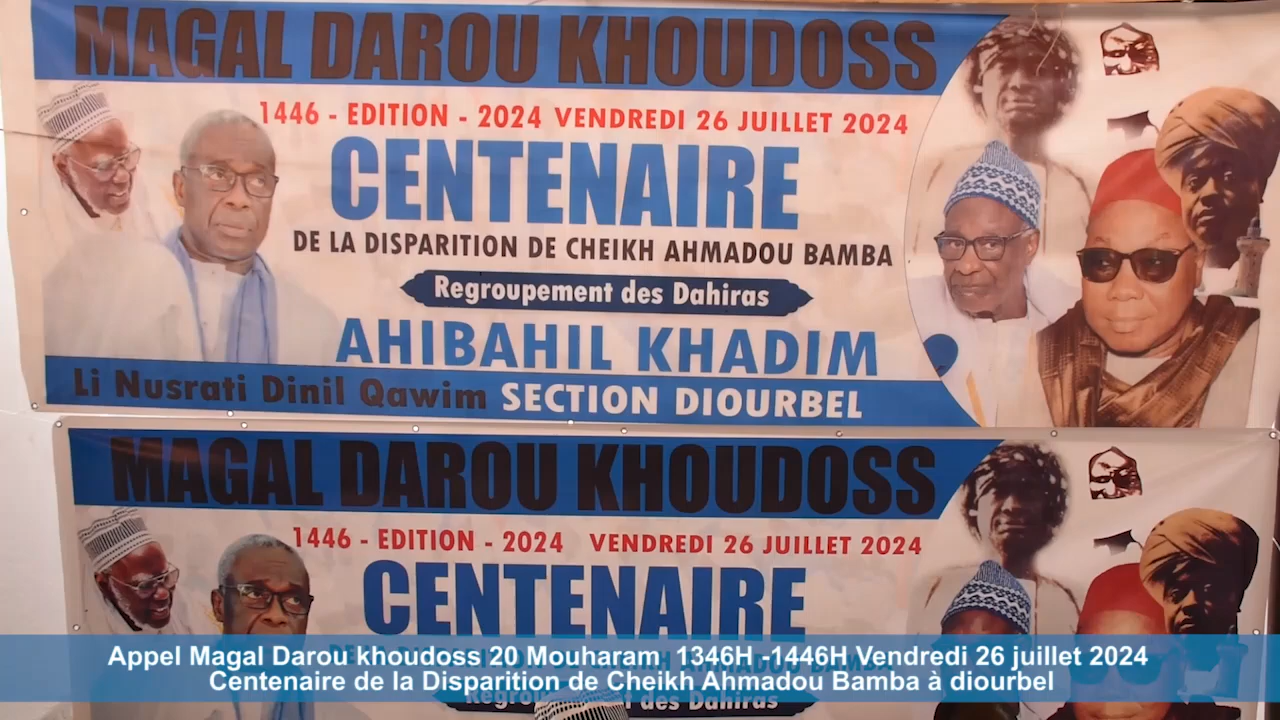 MAGAL DAROU KHOUDOSS
1446 - EDITION - 2024 VENDREDI 26 JUILLET 2024
CENTENAIRE
DE LA DISPARITION DE CHEIKH AHMADOU BAMBA
Regroupement des Dahiras
AHIBAHIL KHADIM
Li Nusrati Dinil Qawim SECTION DIOURBEL
MAGAL DAROU KHOUDOSS
1446 - EDITION - 2024 VENDREDI 26 JUILLET 2024
CENTENAIRE
Appel Magal Darou khoudoss 20 Mouharam 1346H -1446H Vendredi 26 juillet 2024
Centenaire de la Disparition de Cheikh Ahmadou Bamba à diourbel
des Dahiras